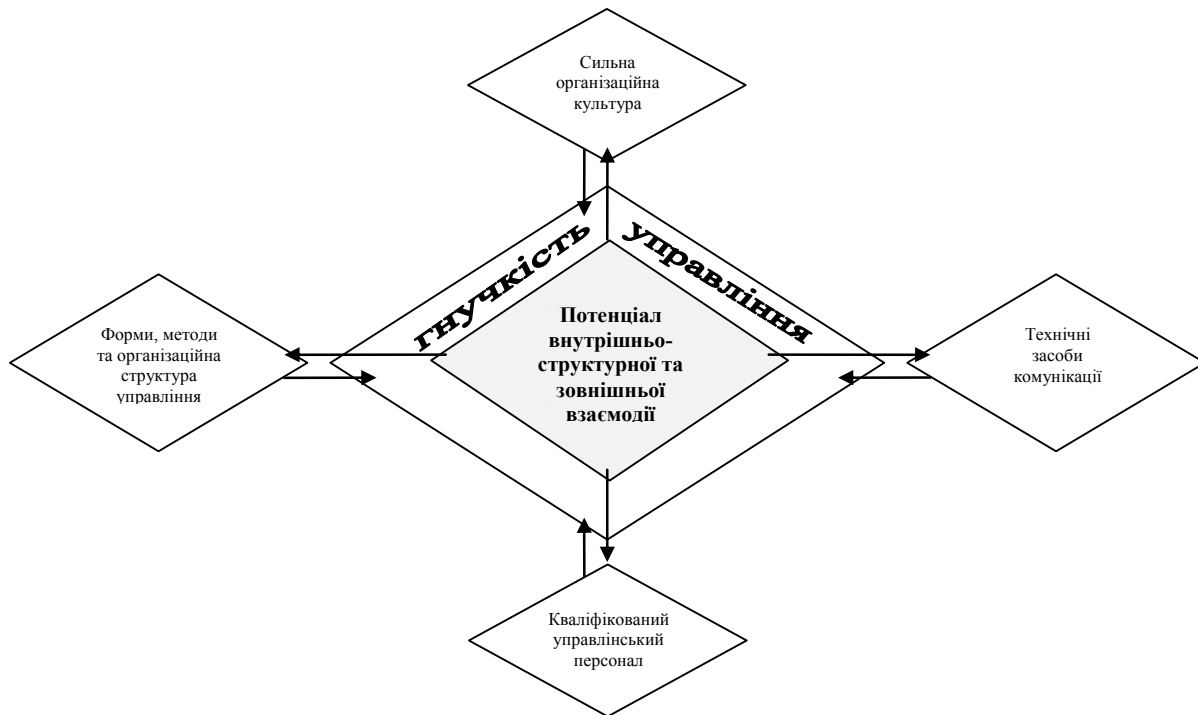 Сильна
організаційна
культура
гнучкість
управління
Форми, методи
та організаційна
структура
управління
Потенціал
внутрішньо-
структурної та
зовнішньої
взаємодії
Технічні
засоби
комунікації
Кваліфікований
управлінський
персонал